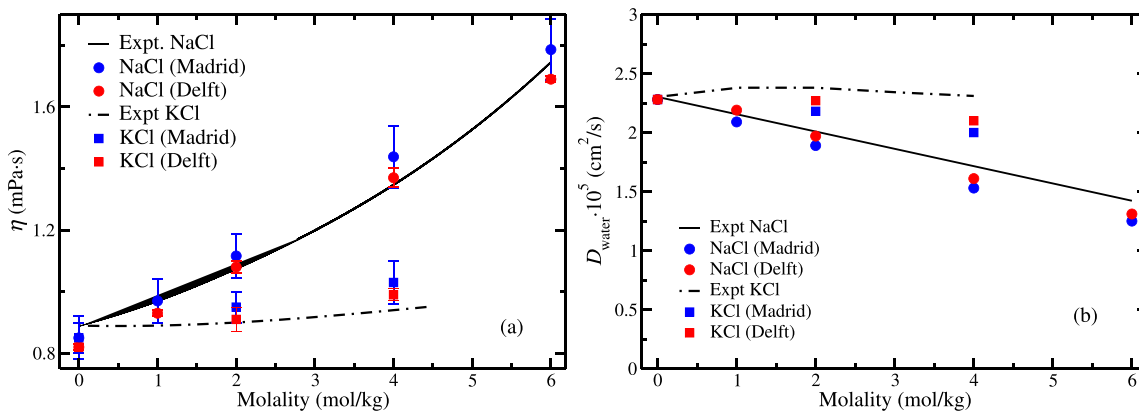 Expt. NaCl
NaCl (Madrid)
NaCl (Delft)
Expt KCl
KCl (Madrid)
KCl (Delft)
η (mPa·s)
1.6
1.2
0.8
0 1 2 3 4 5 6
Molality (mol/kg)
(a)
D_water·10^5 (cm^2/s)
3
2.5
2
1.5
1
0.5
0
Expt NaCl
NaCl (Madrid)
NaCl (Delft)
Expt KCl
KCl (Madrid)
KCl (Delft)
(b)
0 1 2 3 4 5 6
Molality (mol/kg)